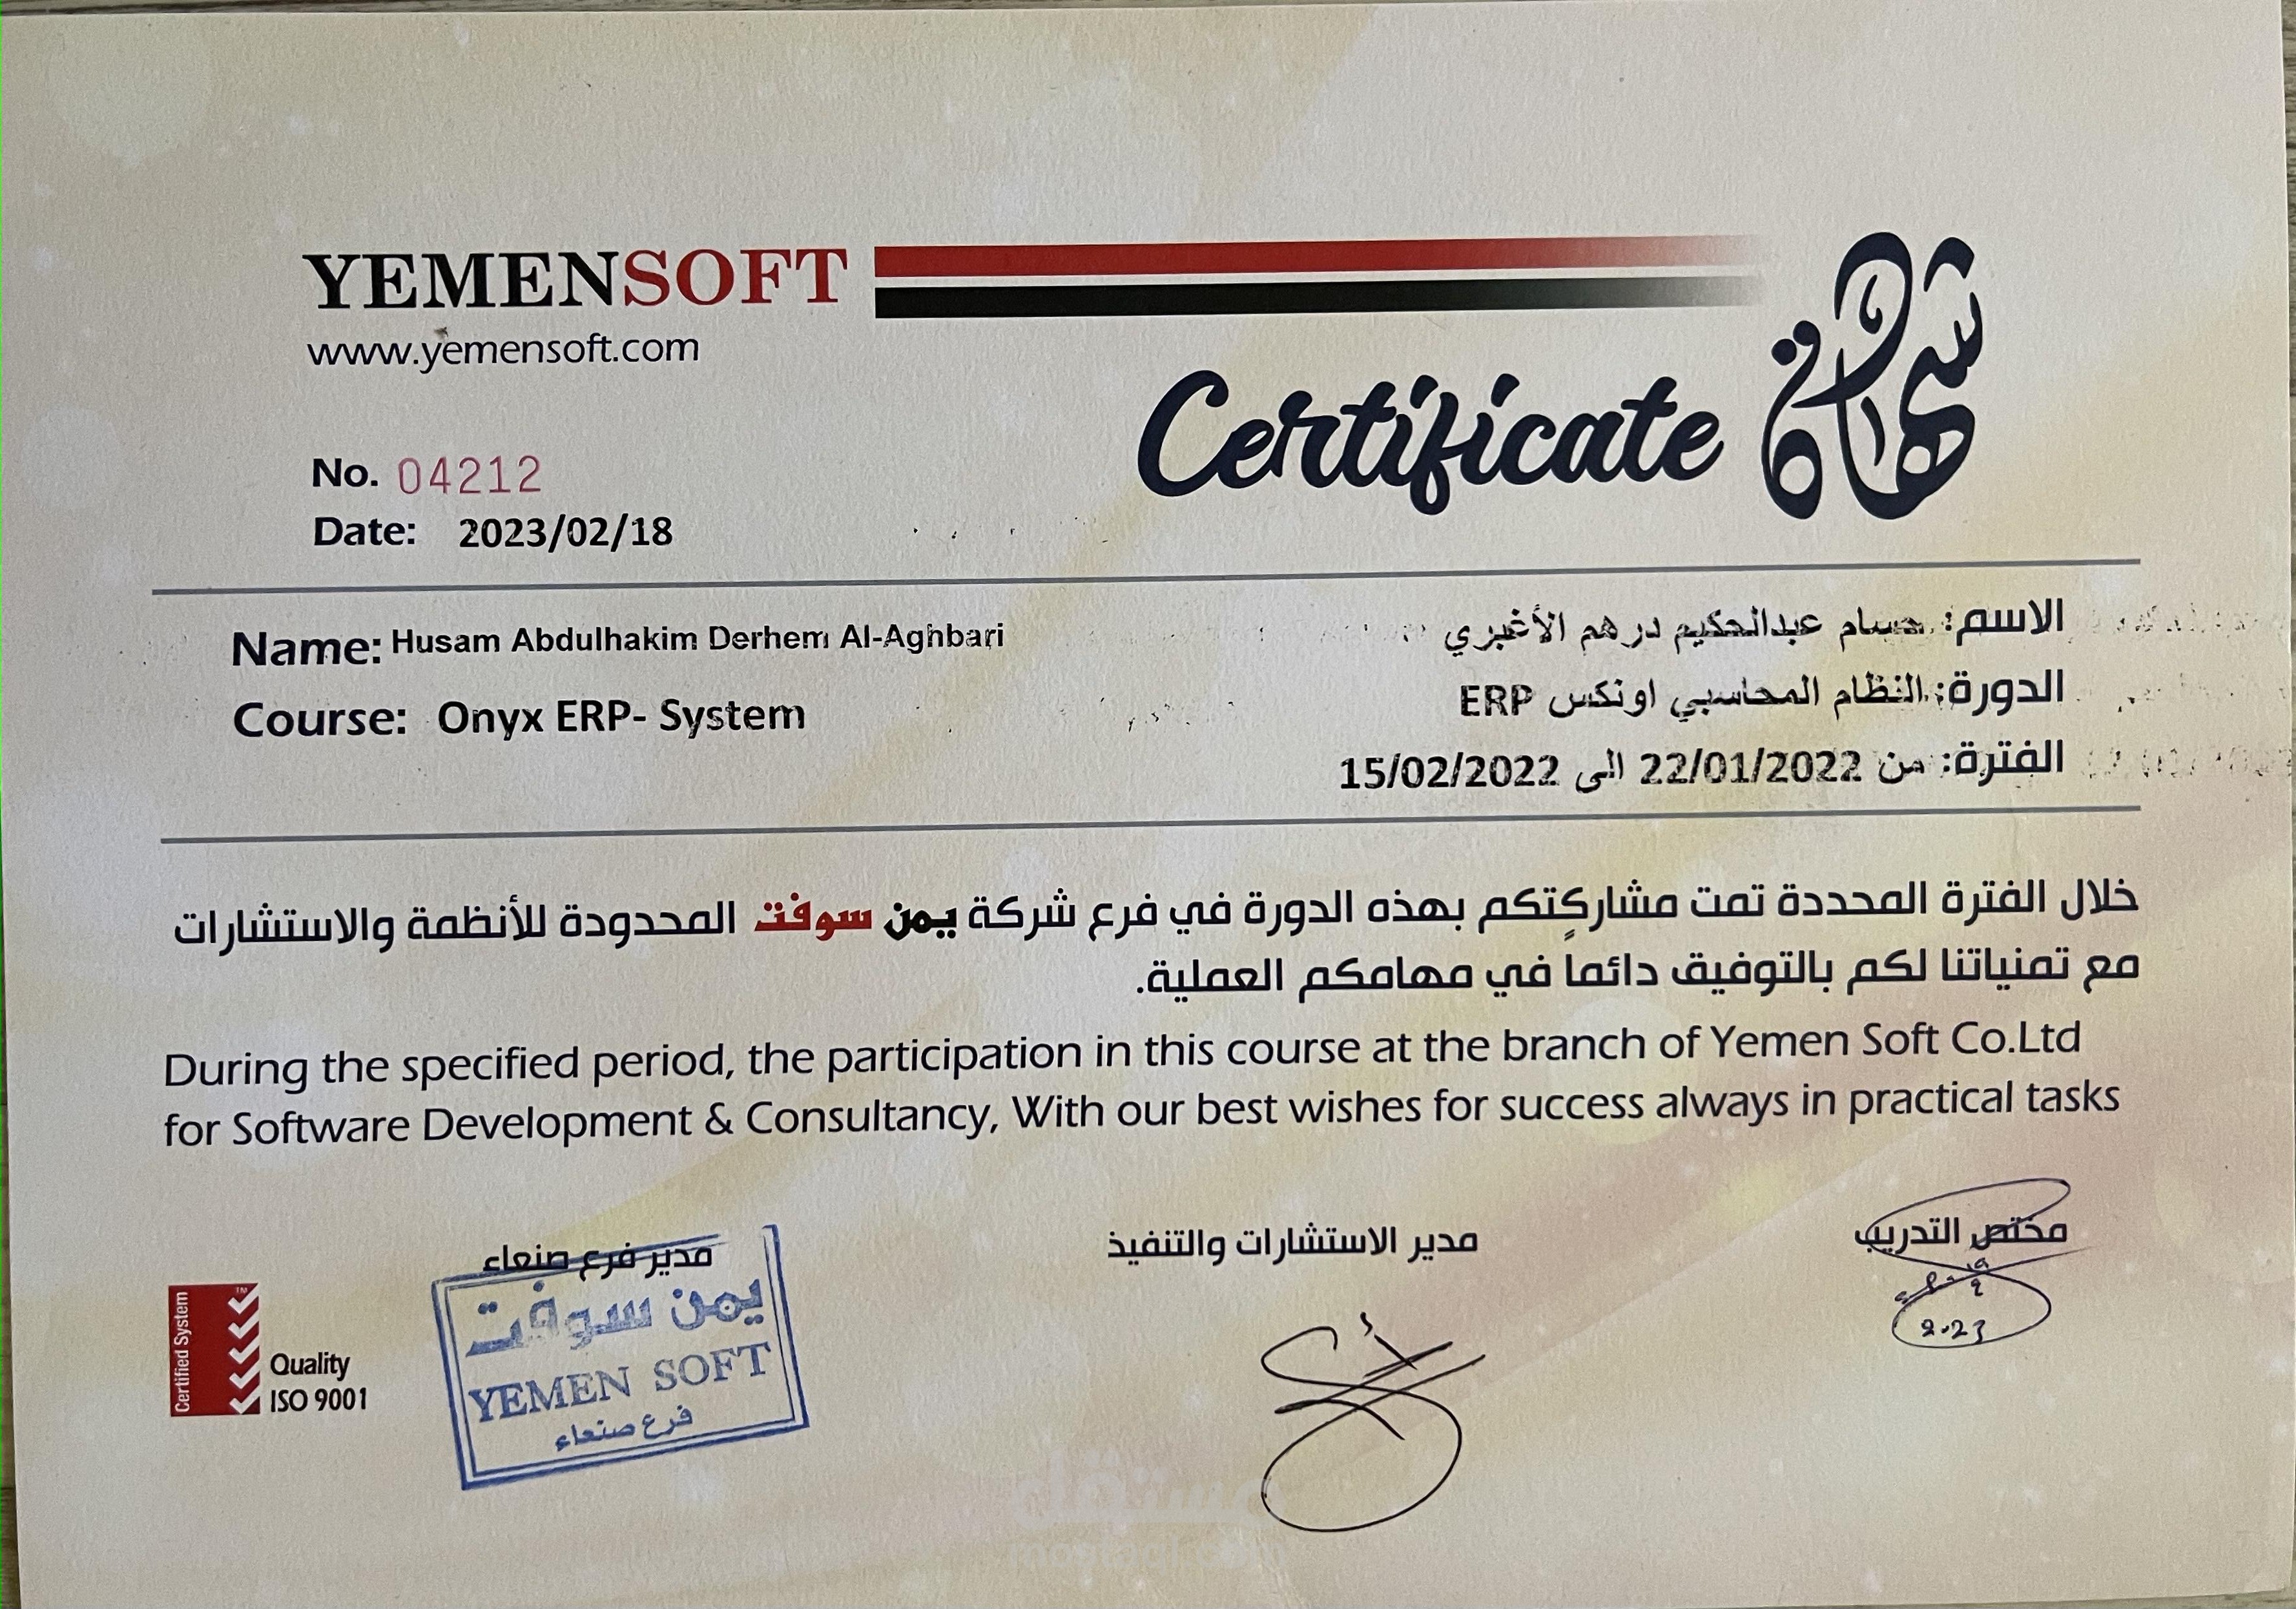 YEMENSOFT
www.yemensoft.com
شهادة
Certificate
No. 04212
Date: 2023/02/18
Name: Husam Abdulhakim Derhem Al-Aghbari
Course: Onyx ERP- System
الاسم: حسام عبدالحكيم درهم الأغبري
الدورة: النظام المحاسبي اونكس ERP
الفترة: من 22/01/2022 الى 15/02/2022
خلال الفترة المحددة تمت مشاركتكم بهذه الدورة في فرع شركة يمن سوفت المحدودة للأنظمة والاستشارات
مع تمنياتنا لكم بالتوفيق دائماً في مهامكم العملية.
During the specified period, the participation in this course at the branch of Yemen Soft Co.Ltd
for Software Development & Consultancy, With our best wishes for success always in practical tasks
مختص التدريب
2023
مدير الاستشارات والتنفيذ
مدير فرع صنعاء
يمن سوفت
YEMEN SOFT
فرع صنعاء
Certified System
TM
Quality
ISO 9001
مستقل
mostaql.com